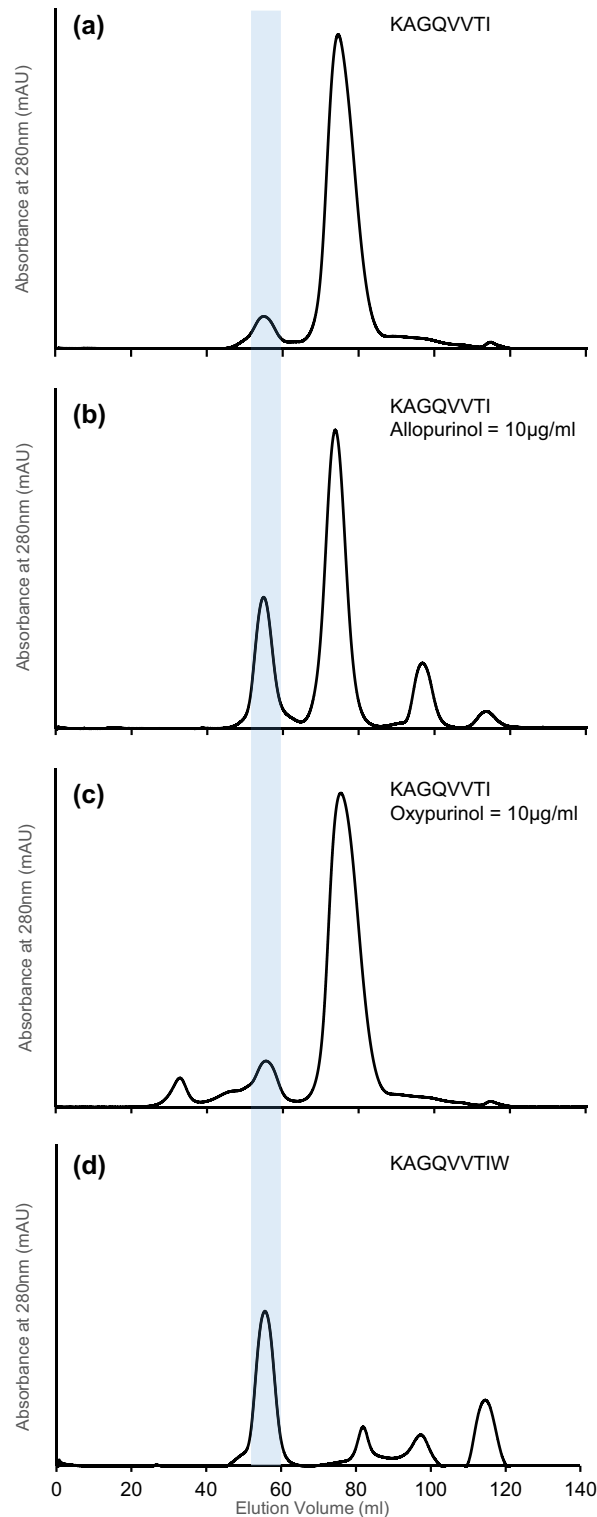 (a)
KAGQVVTI
Absorbance at 280nm (mAU)
(b)
KAGQVVTI
Allopurinol = 10µg/ml
Absorbance at 280nm (mAU)
(c)
KAGQVVTI
Oxypurinol = 10µg/ml
Absorbance at 280nm (mAU)
(d)
KAGQVVTIW
Absorbance at 280nm (mAU)
0 20 40 60 80 100 120 140
Elution Volume (ml)